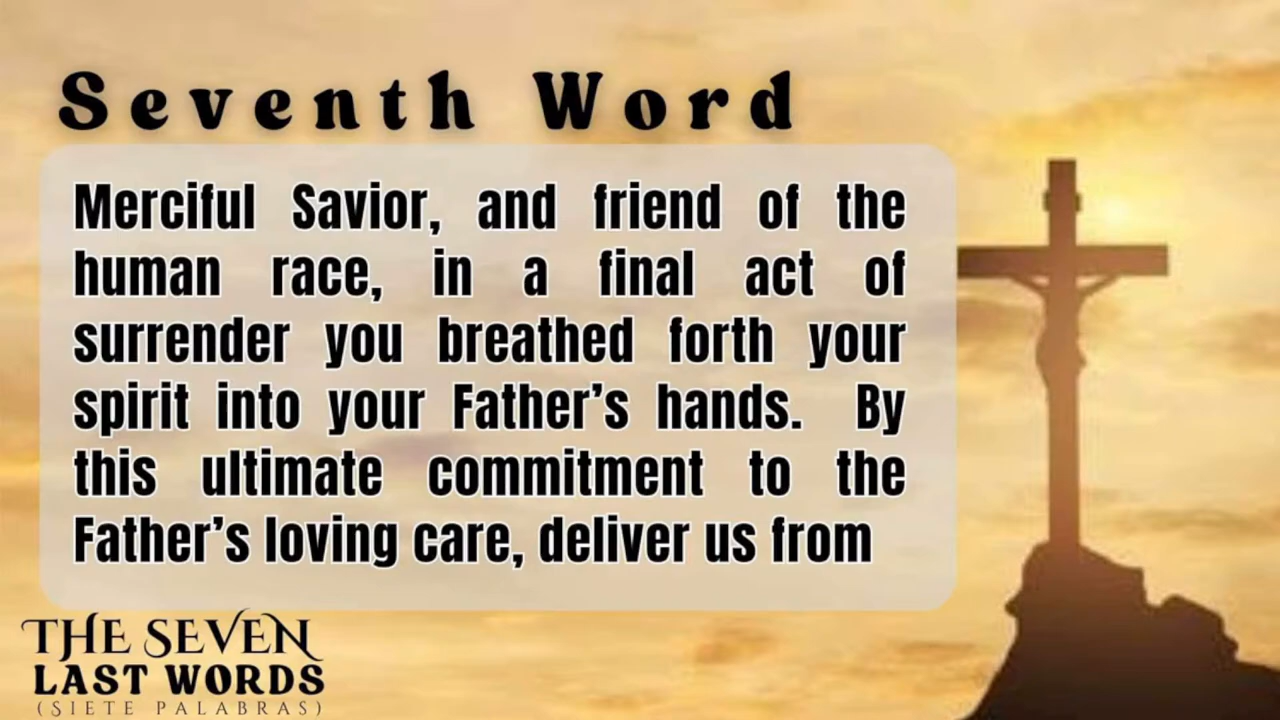 Seventh Word
Merciful Savior, and friend of the
human race, in a final act of
surrender you breathed forth your
spirit into your Father’s hands. By
this ultimate commitment to the
Father’s loving care, deliver us from
THE SEVEN
LAST WORDS
(SIETE PALABRAS)